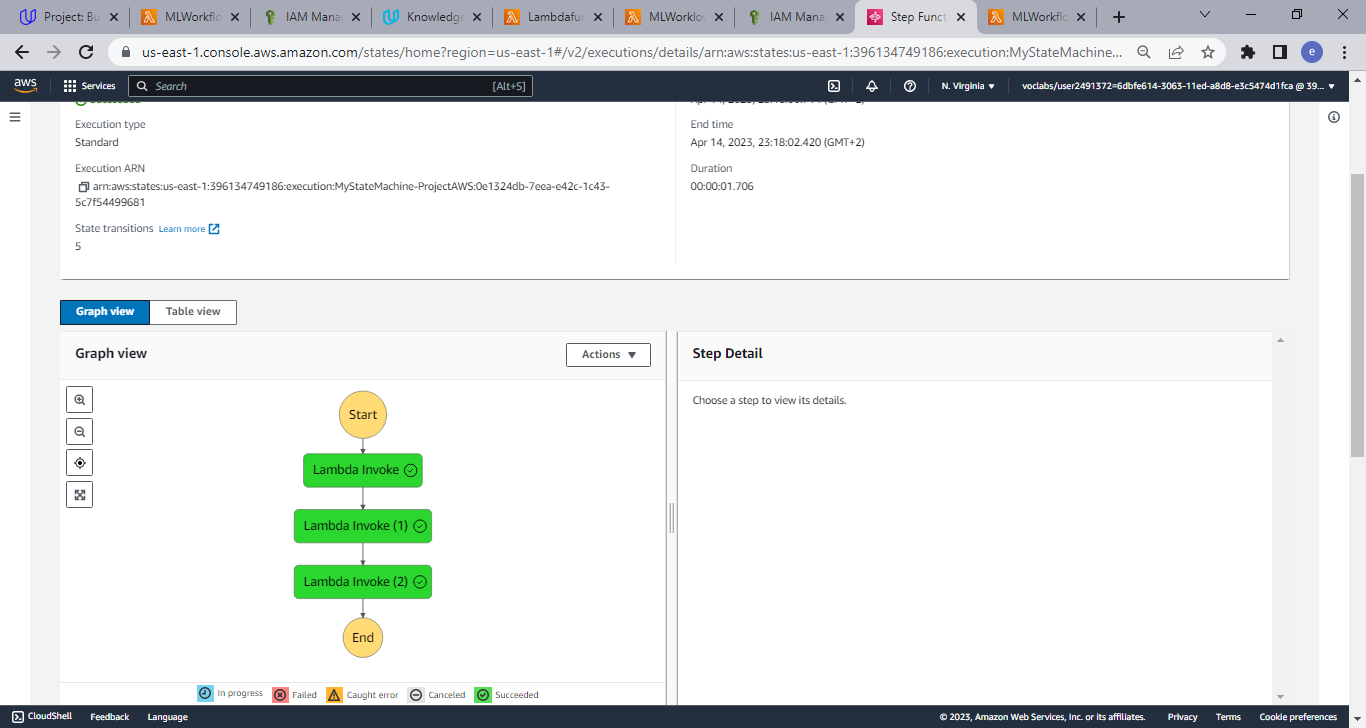 Project: Bu
MLWorkflo
IAM Mana
Knowledge
Lambdafur
MLWorklov
IAM Mana
Step Funct
MLWorkflo
us-east-1.console.aws.amazon.com/states/home?region=us-east-1#/v2/executions/details/arn:aws:states:us-east-1:396134749186:execution:MyStateMachine...
e
aws
Services
Search
[Alt+S]
N. Virginia
voclabs/user2491372=6dbfe614-3063-11ed-a8d8-e3c5474d1fca @ 39...
Execution type
Standard
Execution ARN
arn:aws:states:us-east-1:396134749186:execution:MyStateMachine-ProjectAWS:0e1324db-7eea-e42c-1c43-
5c7f54499681
State transitions Learn more
5
End time
Apr 14, 2023, 23:18:02.420 (GMT+2)
Duration
00:00:01.706
Graph view
Table view
Graph view
Actions
Start
Lambda Invoke
Lambda Invoke (1)
Lambda Invoke (2)
End
In progress
Failed
Caught error
Canceled
Succeeded
Step Detail
Choose a step to view its details.
CloudShell
Feedback
Language
© 2023, Amazon Web Services, Inc. or its affiliates.
Privacy
Terms
Cookie preferences